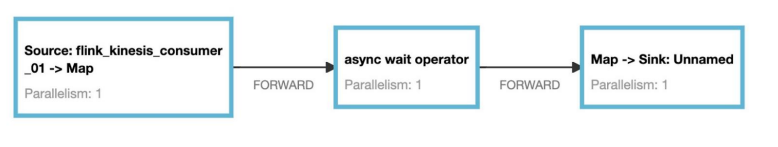 Source: flink_kinesis_consumer
_01 -> Map
Parallelism: 1
FORWARD
async wait operator
Parallelism: 1
FORWARD
Map -> Sink: Unnamed
Parallelism: 1